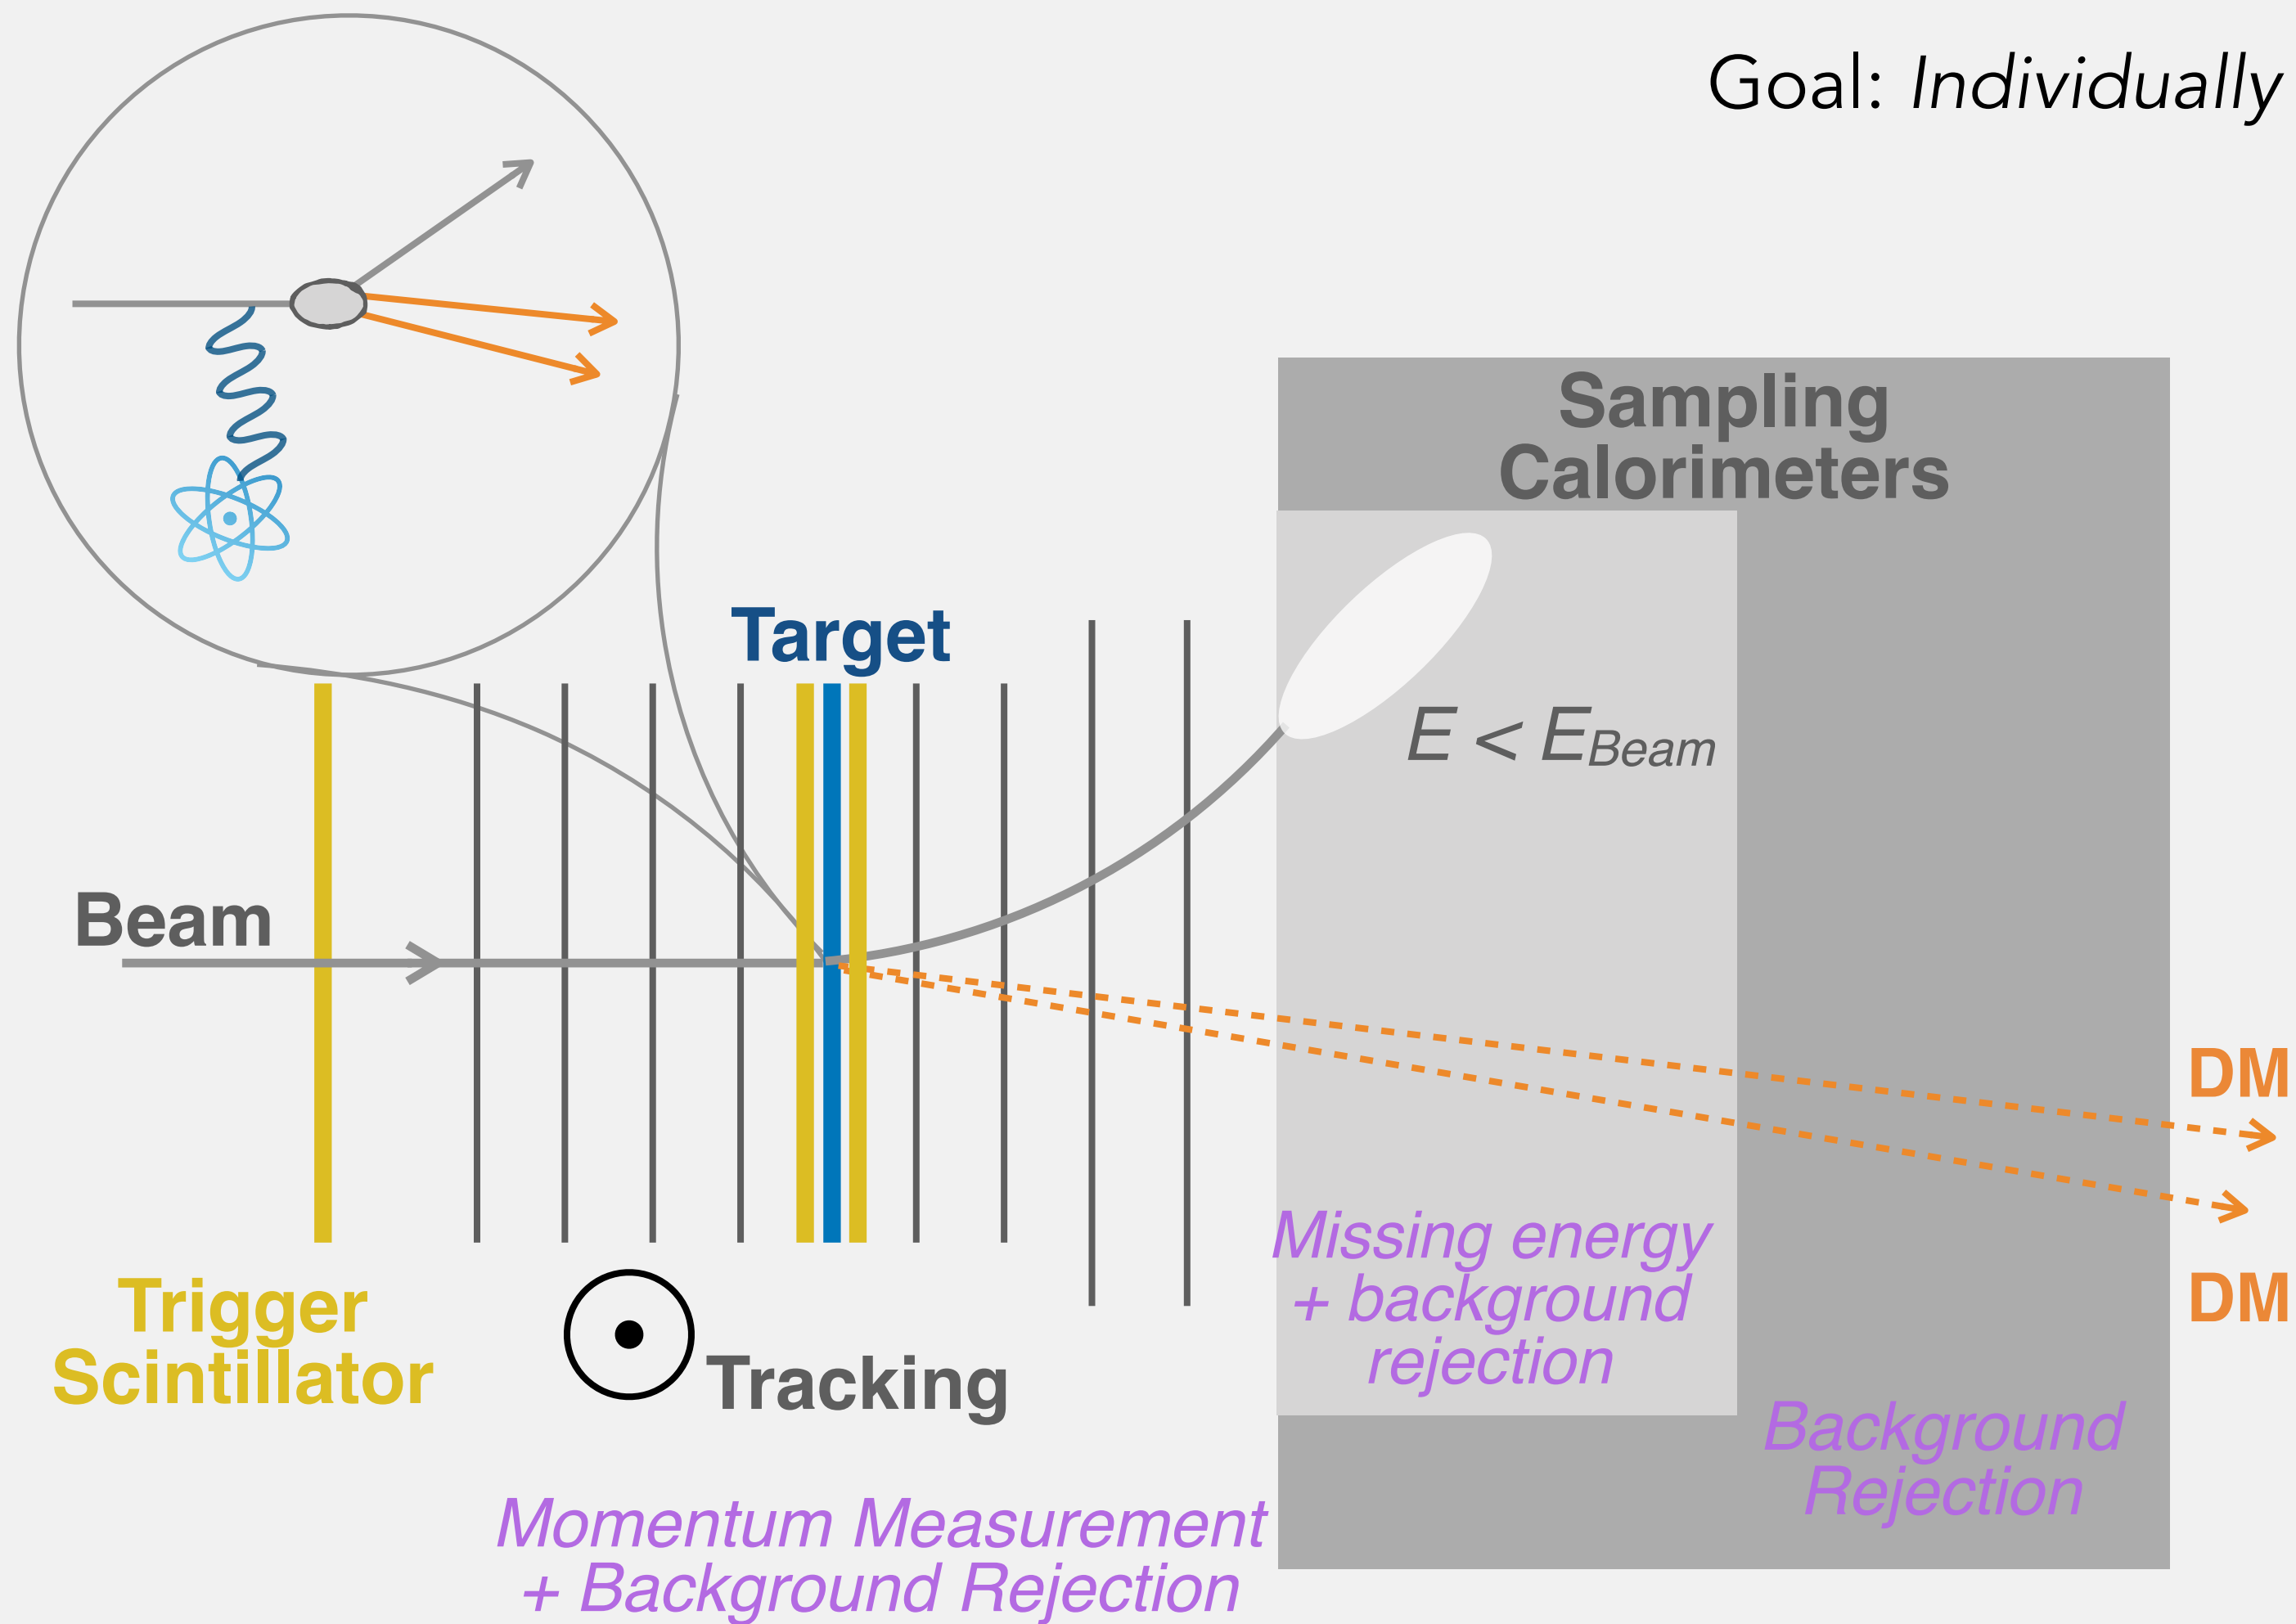 Goal: Individually
Sampling
Calorimeters
Target
E < EBeam
Beam
DM
Missing energy
+ background
rejection
DM
Trigger
Scintillator
Tracking
Background
Rejection
Momentum Measurement
+ Background Rejection